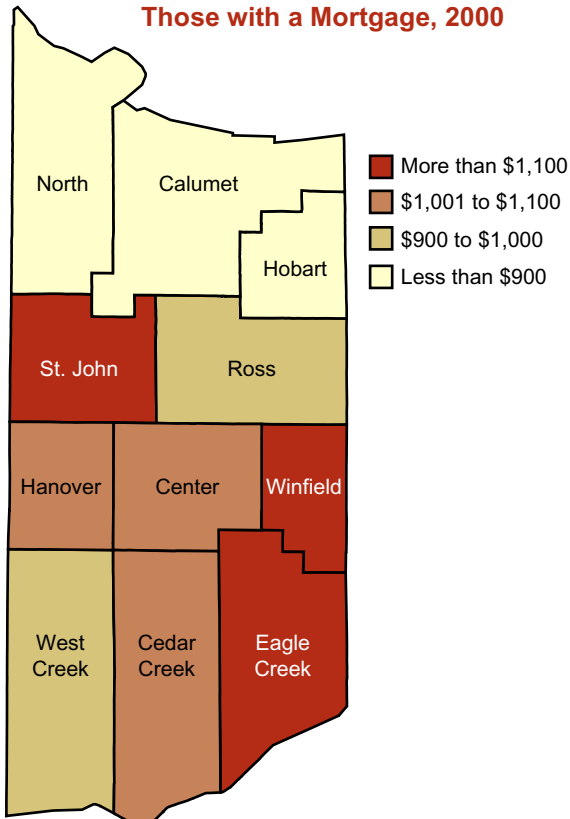 Those with a Mortgage, 2000
More than $1,100
$1,001 to $1,100
$900 to $1,000
Less than $900
North
Calumet
Hobart
St. John
Ross
Hanover
Center
Winfield
West
Creek
Cedar
Creek
Eagle
Creek